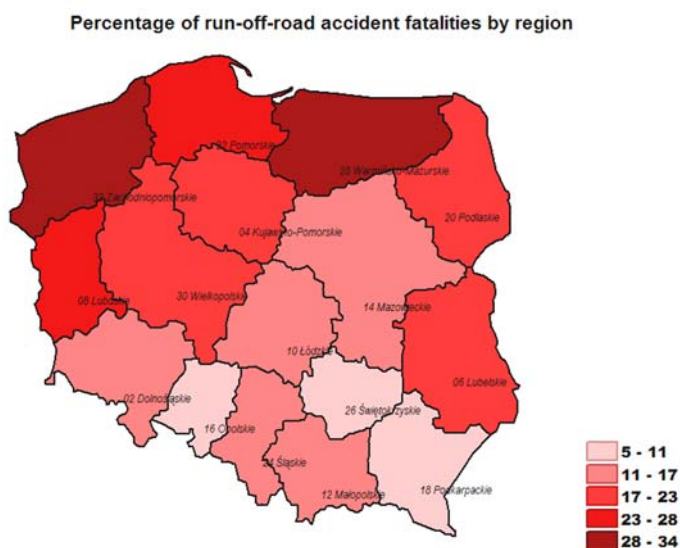 Percentage of run-off-road accident fatalities by region
22 Pomorskie
28 Warmińsko-Mazurskie
32 Zachodniopomorskie
20 Podlaskie
04 Kujawsko-Pomorskie
08 Lubuskie
30 Wielkopolskie
14 Mazowieckie
10 Łódzkie
06 Lubelskie
02 Dolnośląskie
26 Świętokrzyskie
16 Opolskie
24 Śląskie
12 Małopolskie
18 Podkarpackie
5 - 11
11 - 17
17 - 23
23 - 28
28 - 34